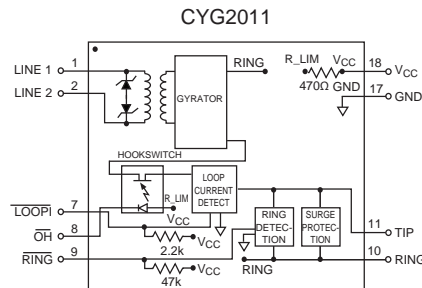 CYG2011
LINE 1
1
LINE 2
2
GYRATOR
RING
R_LIM
VCC
470Ω
GND
18
VCC
17
GND
HOOKSWITCH
R_LIM
VCC
LOOP
CURRENT
DETECT
LOOPI
7
OH
8
RING
9
2.2k
VCC
47k
VCC
RING
DETEC-
TION
SURGE
PROTEC-
TION
11
TIP
10
RING
RING